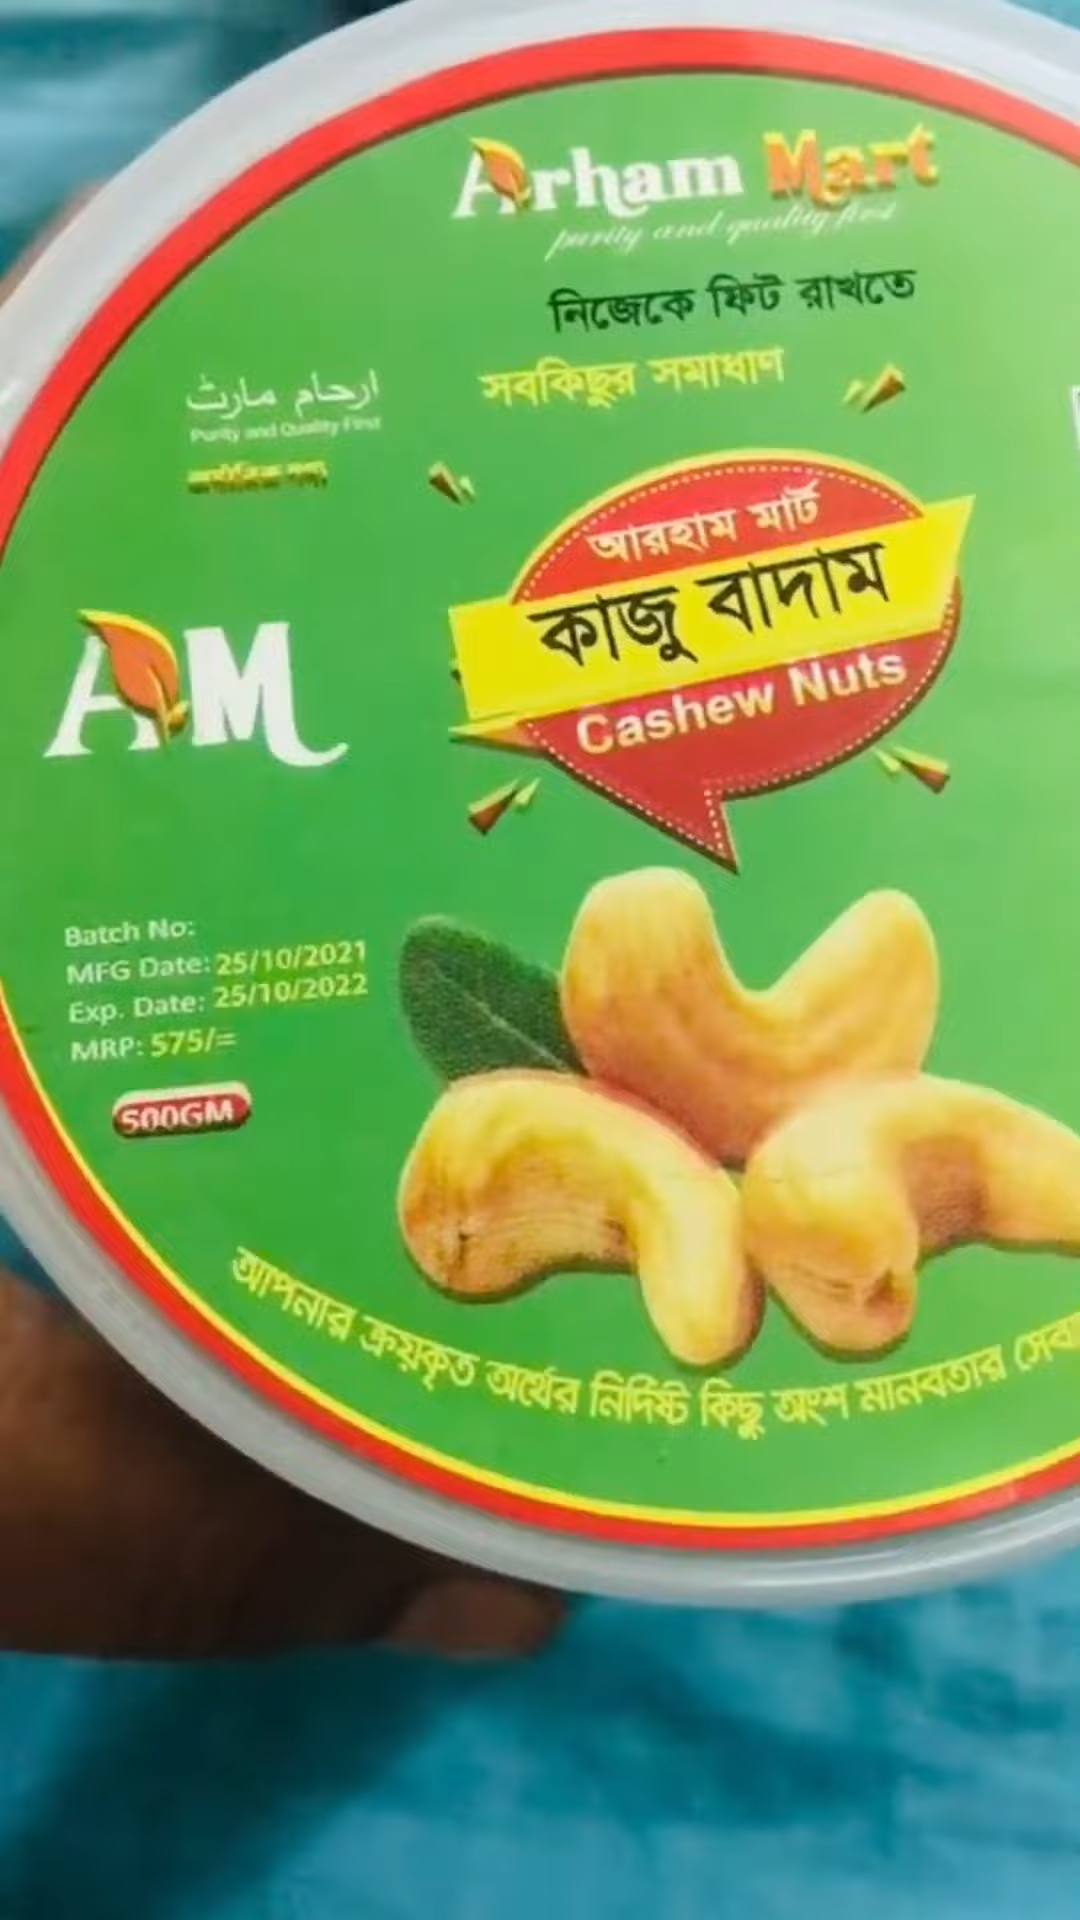 Arham Mart
purity and quality first
নিজেকে ফিট রাখতে
সবকিছুর সমাধাণ
ارحام مارٹ
Purity and Quality First
আরহাম মার্ট
কাজু বাদাম
Cashew Nuts
AM
Batch No:
MFG Date: 25/10/2021
Exp. Date: 25/10/2022
MRP: 575/=
500GM
আপনার ক্রয়কৃত অর্থের নির্দিষ্ট কিছু অংশ মানবতার